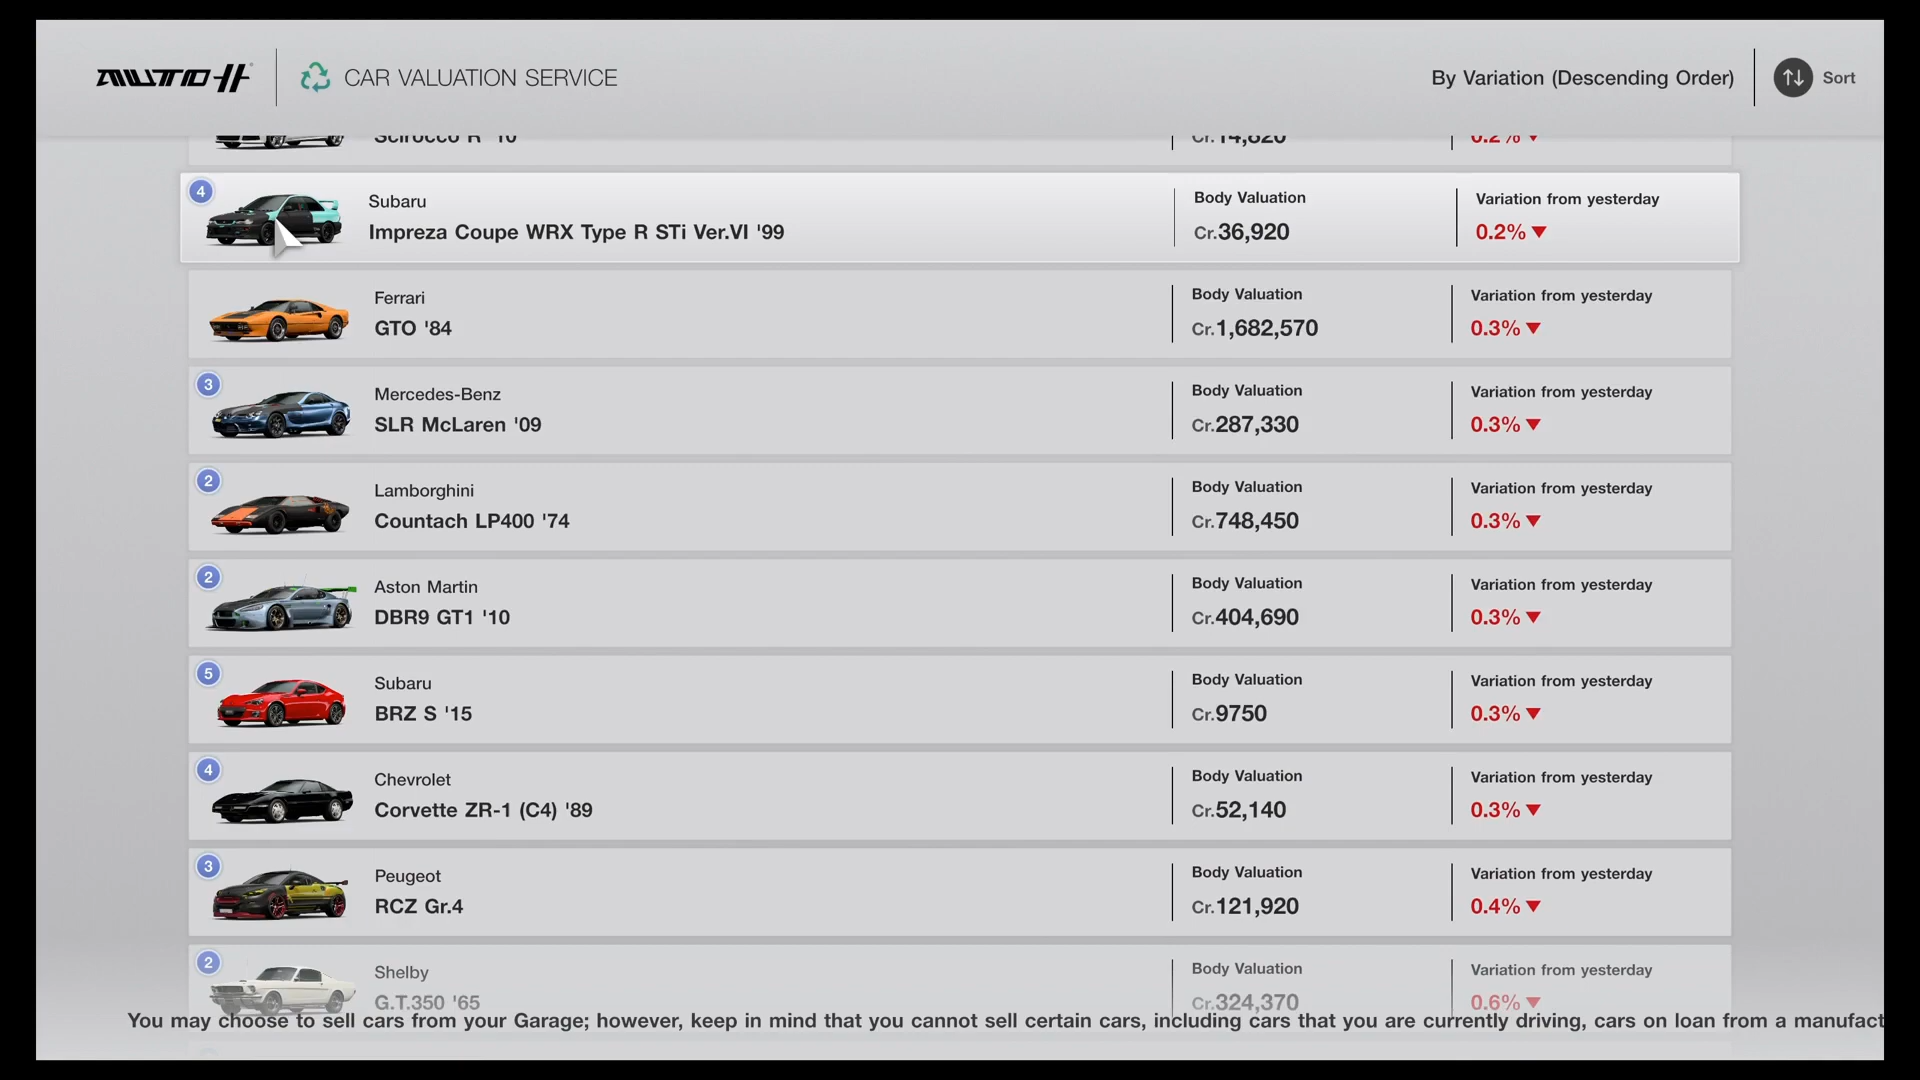 AUTO
CAR VALUATION SERVICE
By Variation (Descending Order)
Sort
Scirocco R '10
Cr.14,820
0.2% ▼
4
Subaru
Impreza Coupe WRX Type R STi Ver.VI '99
Body Valuation
Cr.36,920
Variation from yesterday
0.2% ▼
Ferrari
GTO '84
Body Valuation
Cr.1,682,570
Variation from yesterday
0.3% ▼
3
Mercedes-Benz
SLR McLaren '09
Body Valuation
Cr.287,330
Variation from yesterday
0.3% ▼
2
Lamborghini
Countach LP400 '74
Body Valuation
Cr.748,450
Variation from yesterday
0.3% ▼
2
Aston Martin
DBR9 GT1 '10
Body Valuation
Cr.404,690
Variation from yesterday
0.3% ▼
5
Subaru
BRZ S '15
Body Valuation
Cr.9750
Variation from yesterday
0.3% ▼
4
Chevrolet
Corvette ZR-1 (C4) '89
Body Valuation
Cr.52,140
Variation from yesterday
0.3% ▼
3
Peugeot
RCZ Gr.4
Body Valuation
Cr.121,920
Variation from yesterday
0.4% ▼
2
Shelby
G.T.350 '65
Body Valuation
Cr.324,370
Variation from yesterday
0.6% ▼
You may choose to sell cars from your Garage; however, keep in mind that you cannot sell certain cars, including cars that you are currently driving, cars on loan from a manufact